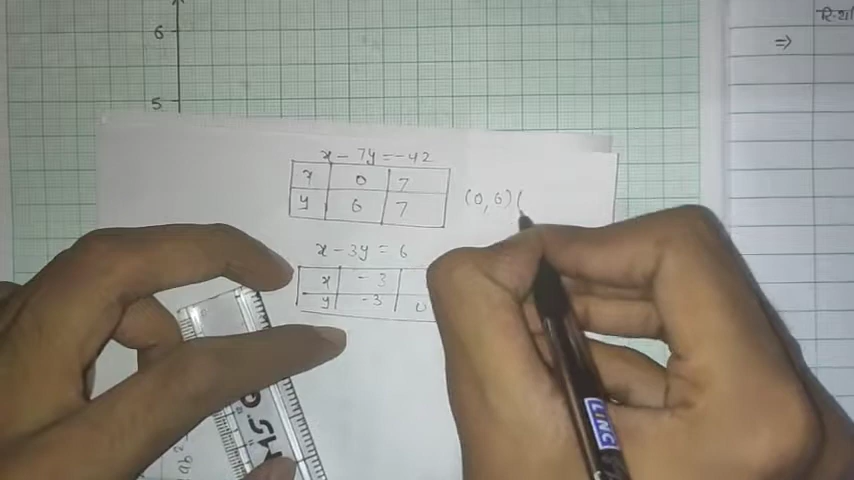 6
5
⇒
x - 7y = -42
x 0 7
y 6 7
(0, 6) (
x - 3y = 6
x -3
y -3 0
LINC